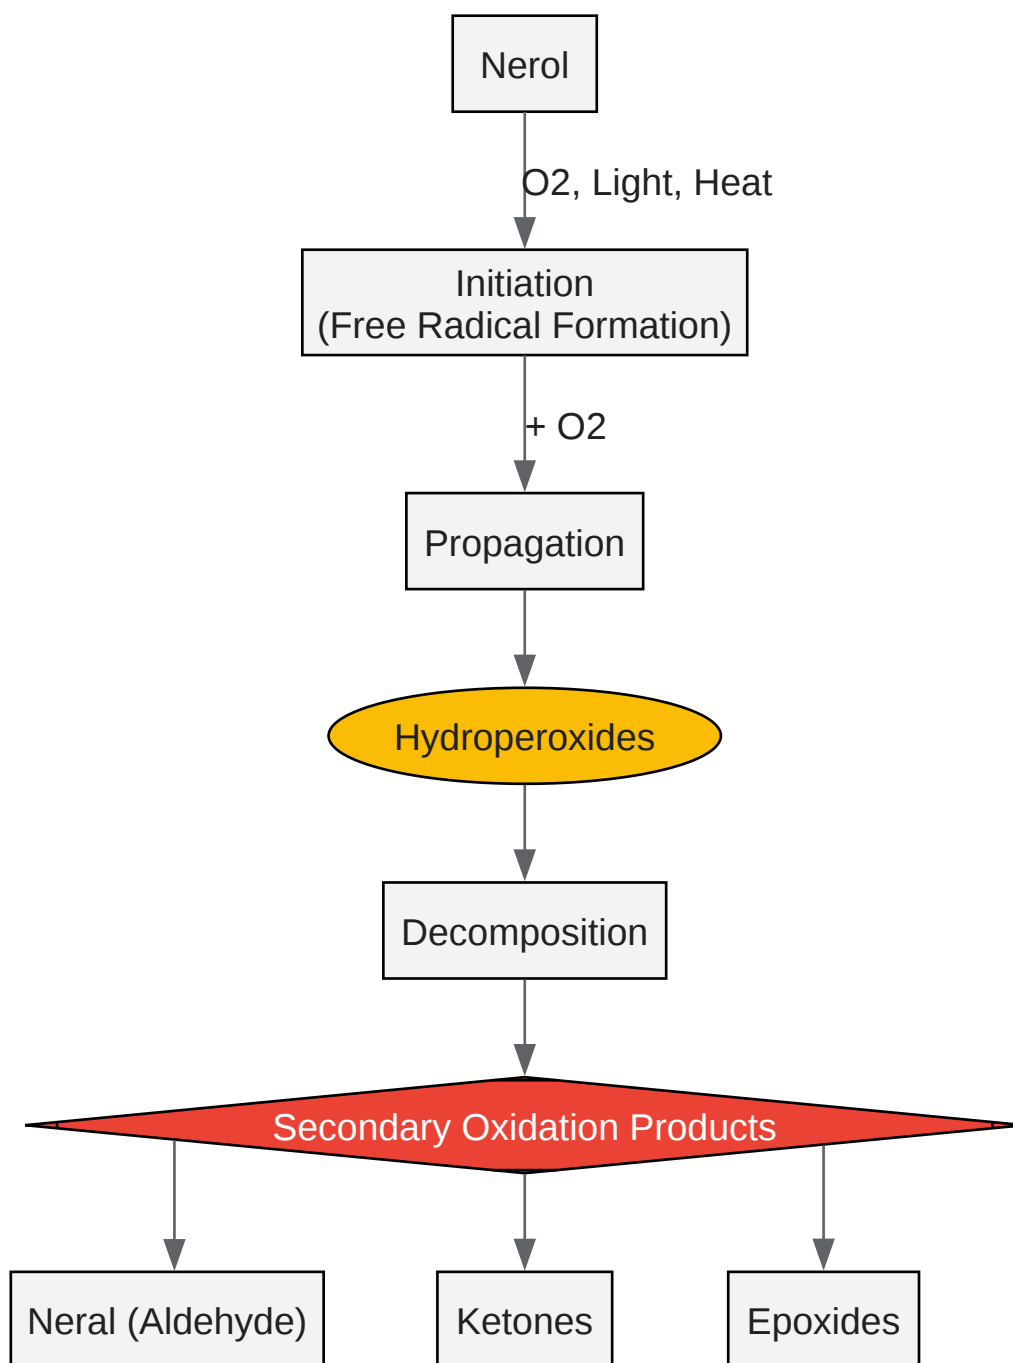 Nerol
O2, Light, Heat
Initiation
(Free Radical Formation)
+ O2
Propagation
Hydroperoxides
Decomposition
Secondary Oxidation Products
Neral (Aldehyde)
Ketones
Epoxides